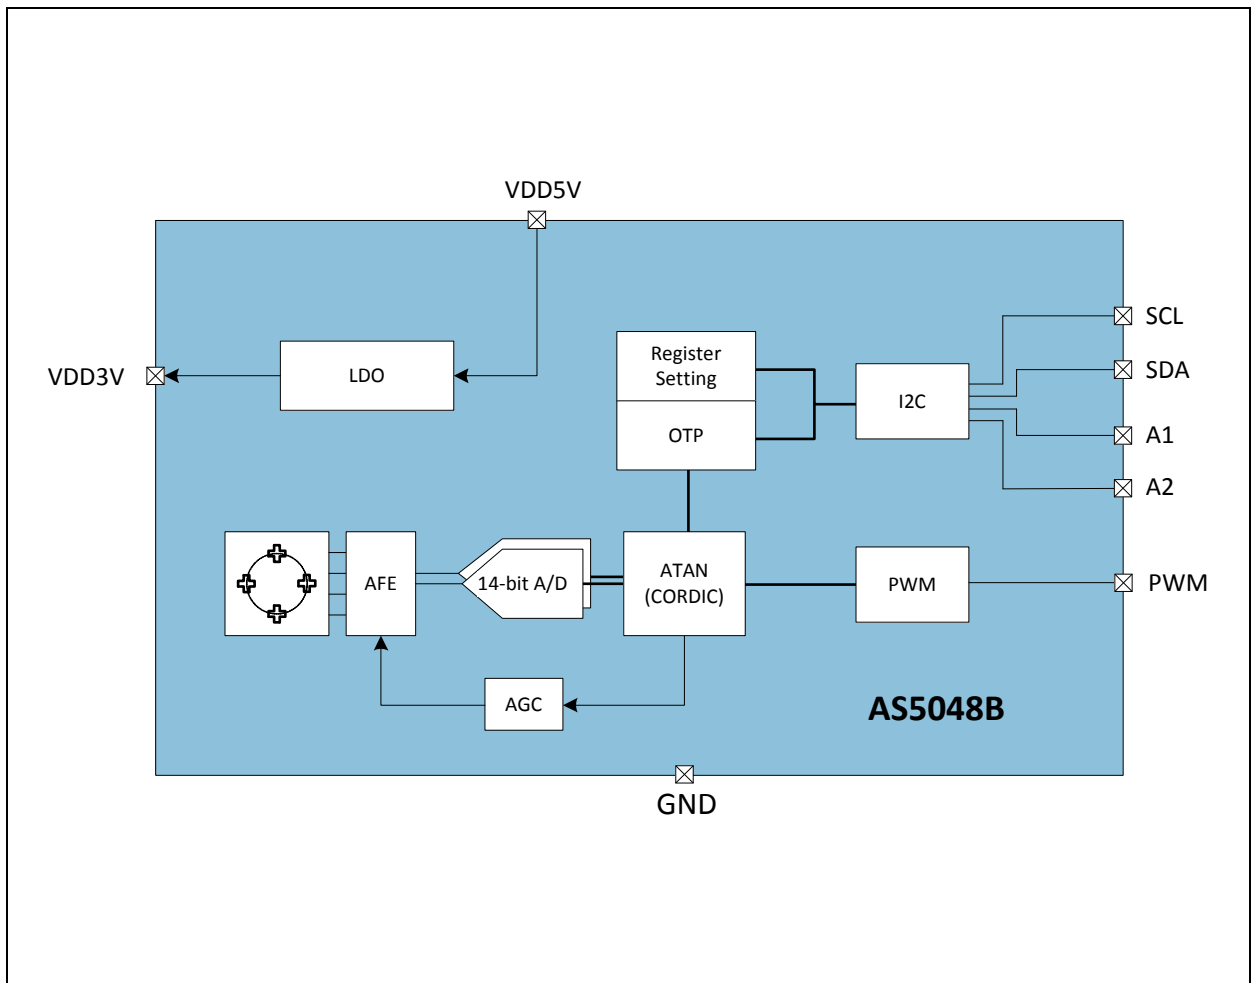 VDD5V
SCL
Register
Setting
VDD3V
LDO
SDA
I2C
OTP
A1
A2
AFE
14-bit A/D
ATAN
(CORDIC)
PWM
PWM
AGC
AS5048B
GND